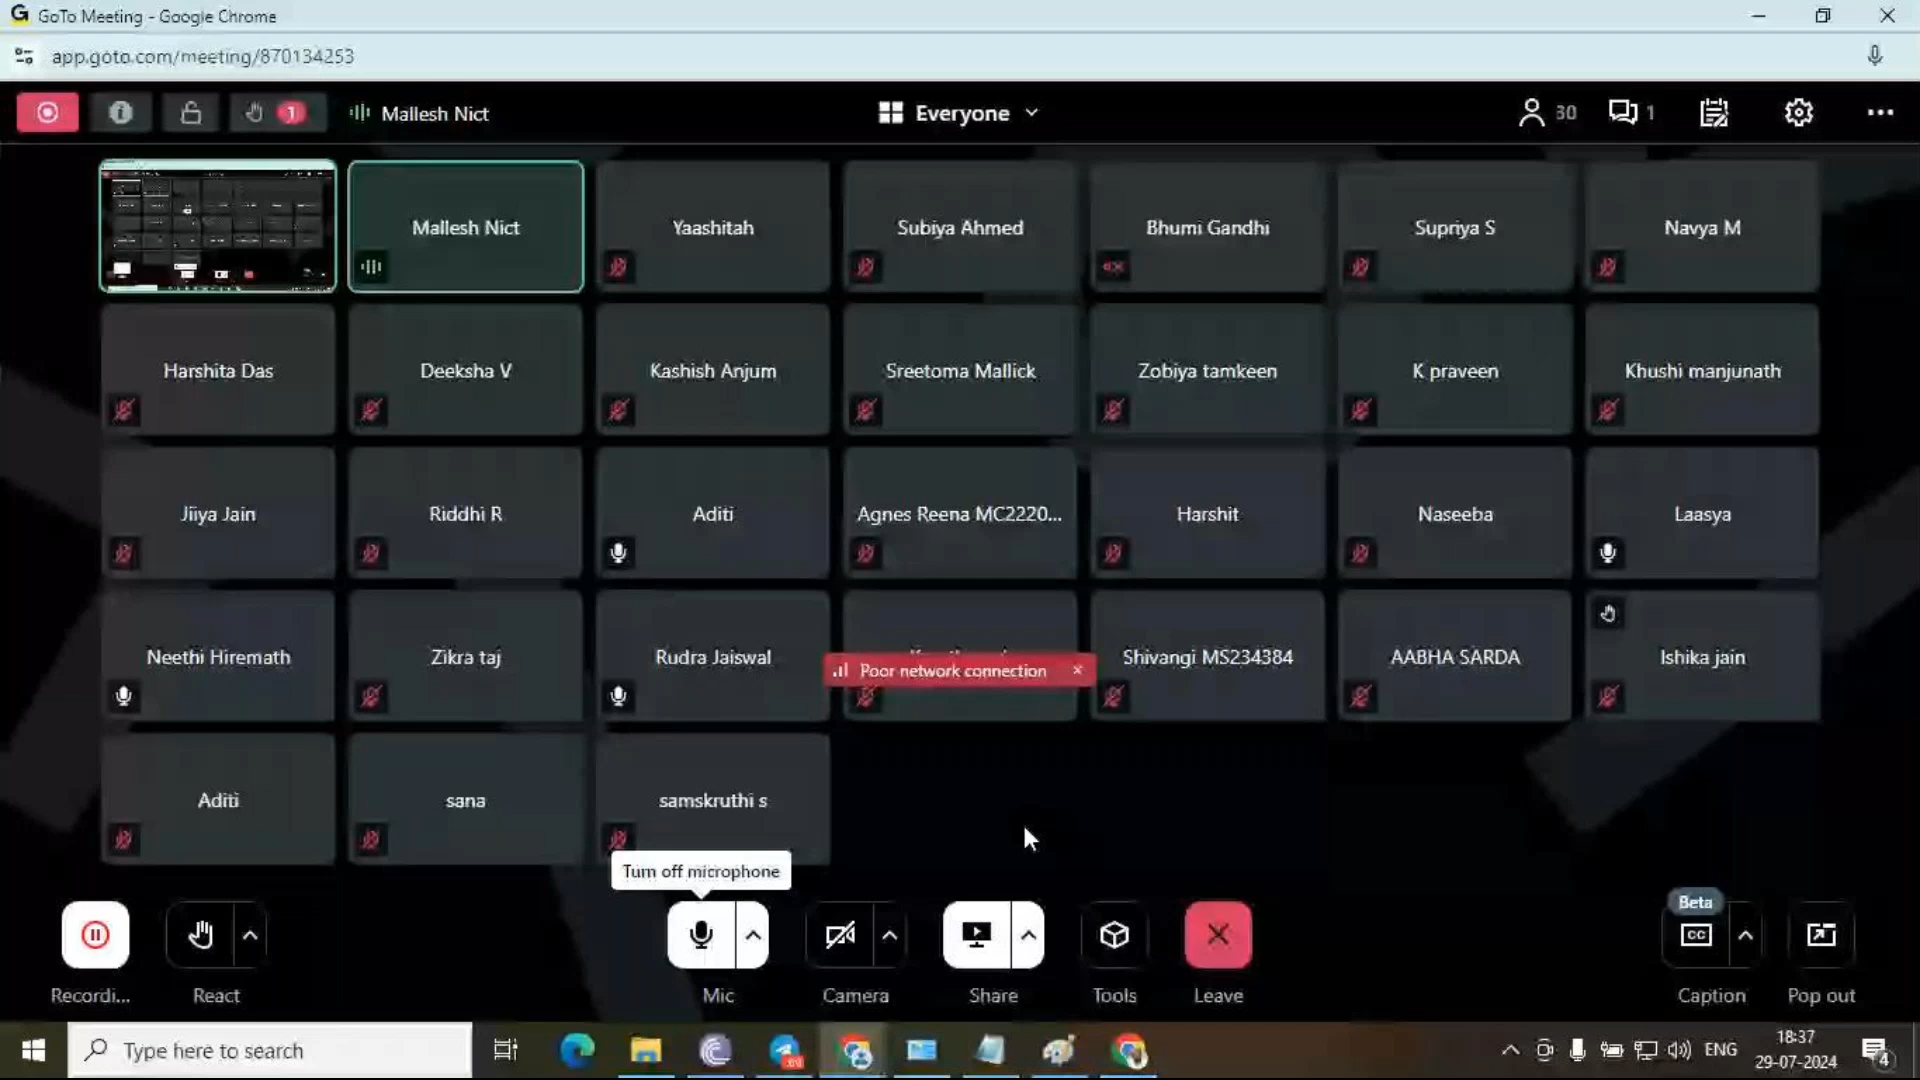 GoTo Meeting - Google Chrome
app.goto.com/meeting/870134253
1
Mallesh Nict
Everyone
30
1
Mallesh Nict
Yaashitah
Subiya Ahmed
Bhumi Gandhi
Supriya S
Navya M
Harshita Das
Deeksha V
Kashish Anjum
Sreetoma Mallick
Zobiya tamkeen
K praveen
Khushi manjunath
Jiiya Jain
Riddhi R
Aditi
Agnes Reena MC2220...
Harshit
Naseeba
Laasya
Neethi Hiremath
Zikra taj
Rudra Jaiswal
Poor network connection
Shivangi MS234384
AABHA SARDA
Ishika jain
Aditi
sana
samskruthi s
Turn off microphone
Beta
CC
Recordi...
React
Mic
Camera
Share
Tools
Leave
Caption
Pop out
Type here to search
ENG
18:37
29-07-2024
4